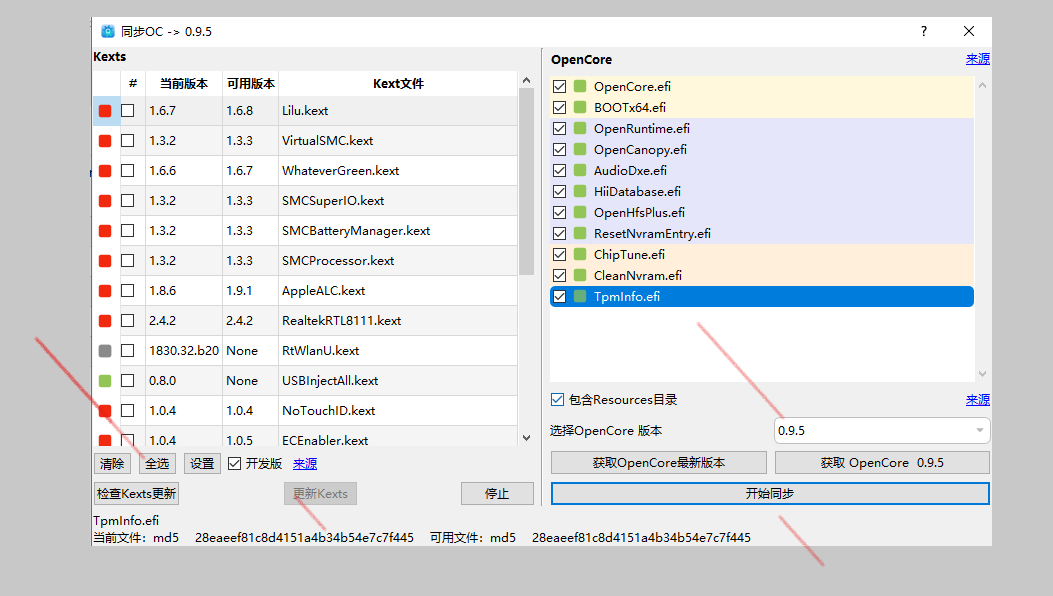 同步OC -> 0.9.5
?
Kexts
# 当前版本 可用版本 Kext文件
1.6.7 1.6.8 Lilu.kext
1.3.2 1.3.3 VirtualSMC.kext
1.6.6 1.6.7 WhateverGreen.kext
1.3.2 1.3.3 SMCSuperIO.kext
1.3.2 1.3.3 SMCBatteryManager.kext
1.3.2 1.3.3 SMCProcessor.kext
1.8.6 1.9.1 AppleALC.kext
2.4.2 2.4.2 RealtekRTL8111.kext
1830.32.b20 None RtWlanU.kext
0.8.0 None USBInjectAll.kext
1.0.4 1.0.4 NoTouchID.kext
1.0.4 1.0.5 ECEnabler.kext
清除 全选 设置 开发版 来源
检查Kexts更新 更新Kexts 停止
OpenCore 来源
OpenCore.efi
BOOTx64.efi
OpenRuntime.efi
OpenCanopy.efi
AudioDxe.efi
HiiDatabase.efi
OpenHfsPlus.efi
ResetNvramEntry.efi
ChipTune.efi
CleanNvram.efi
TpmInfo.efi
包含Resources目录 来源
选择OpenCore 版本 0.9.5
获取OpenCore最新版本 获取 OpenCore 0.9.5
开始同步
TpmInfo.efi
当前文件: md5 28eaeef81c8d4151a4b34b54e7c7f445 可用文件: md5 28eaeef81c8d4151a4b34b54e7c7f445